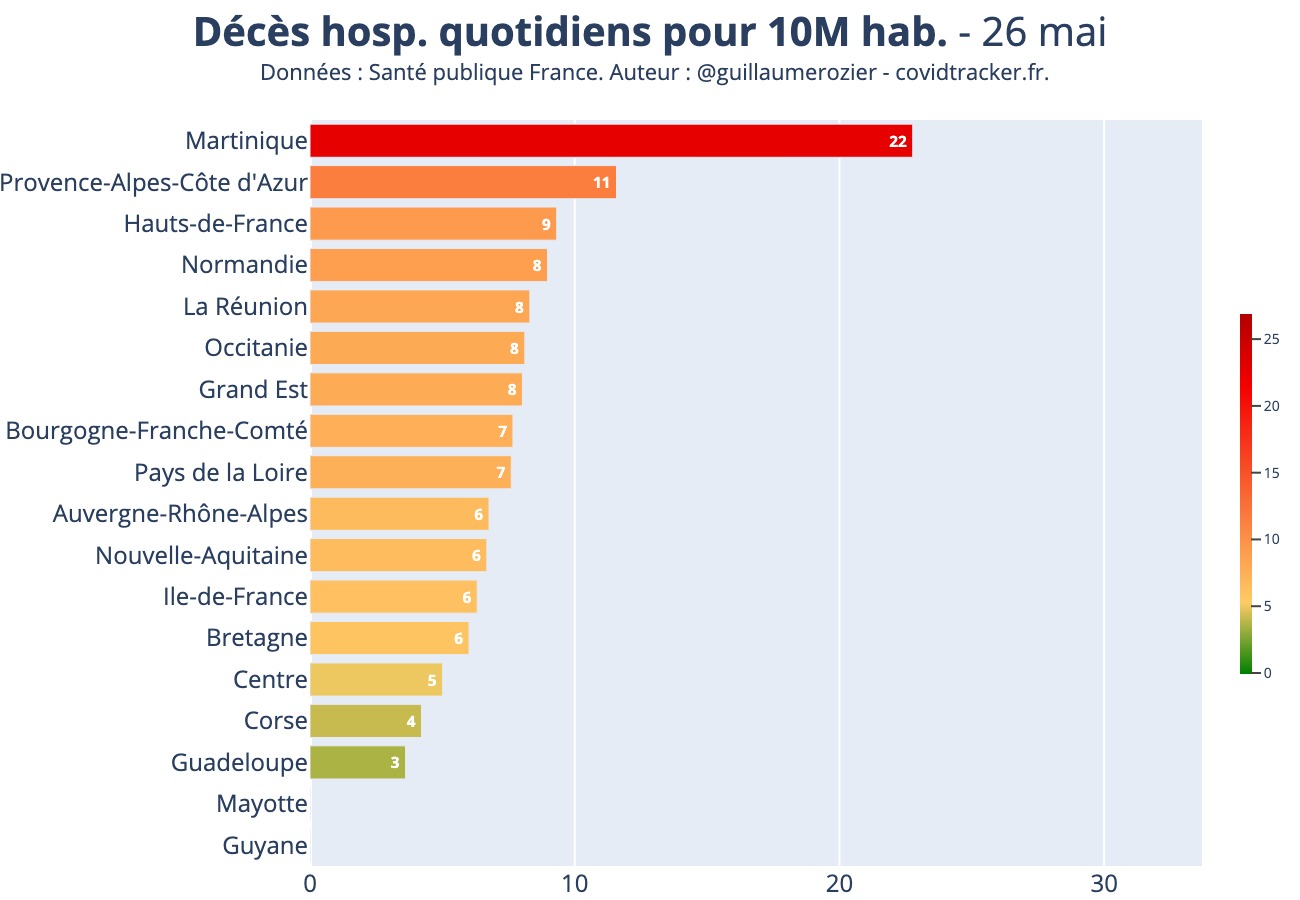 Décès hosp. quotidiens pour 10M hab. - 26 mai
Données : Santé publique France. Auteur : @guillaumerozier - covidtracker.fr.
Martinique 22
Provence-Alpes-Côte d'Azur 11
Hauts-de-France 9
Normandie 8
La Réunion 8
Occitanie 8
Grand Est 8
Bourgogne-Franche-Comté 7
Pays de la Loire 7
Auvergne-Rhône-Alpes 6
Nouvelle-Aquitaine 6
Ile-de-France 6
Bretagne 6
Centre 5
Corse 4
Guadeloupe 3
Mayotte
Guyane
0 10 20 30
25
20
15
10
5
0